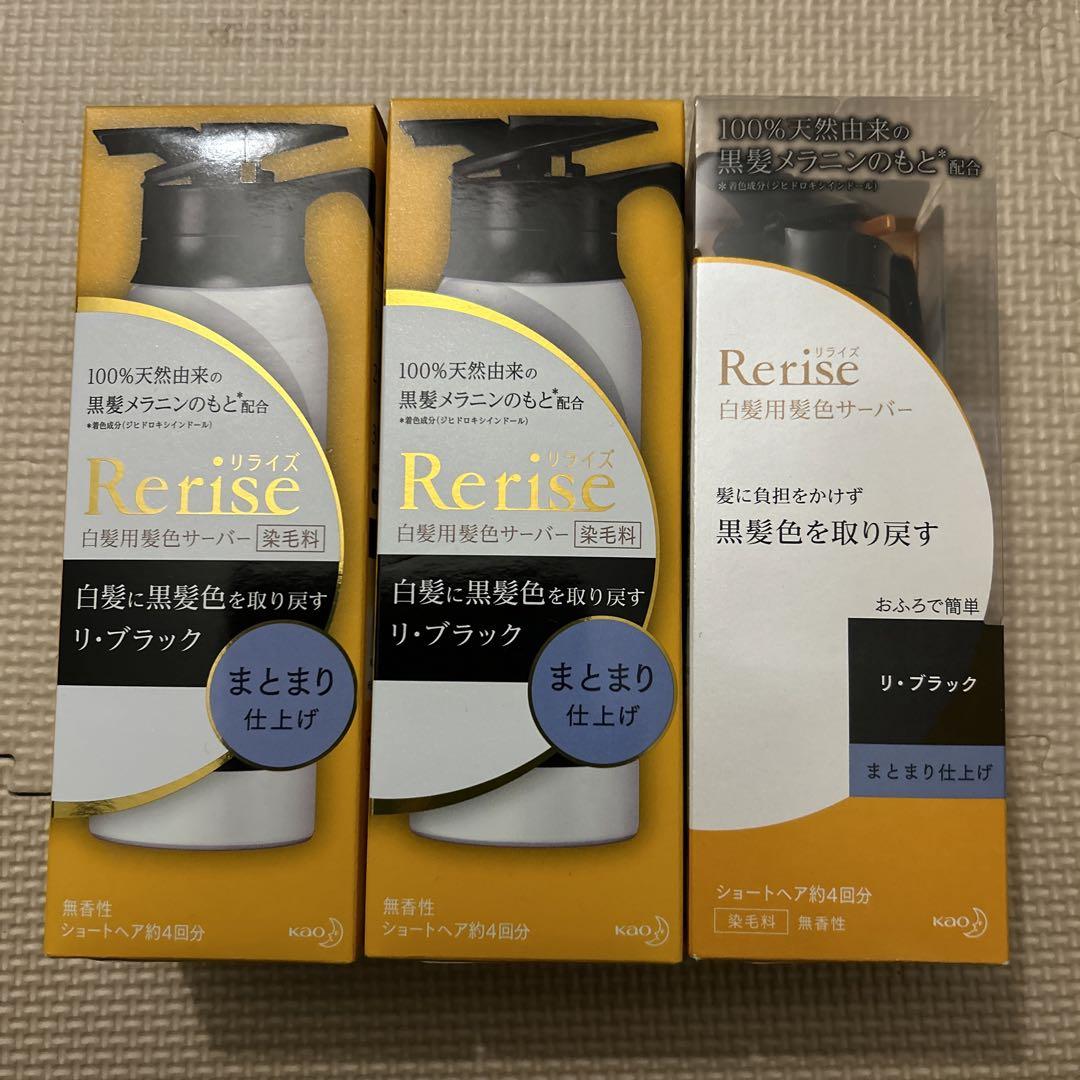 100%天然由来の
黒髪メラニンのもと*配合
*着色成分(ジヒドロキシインドール)
リライズ
Rerise
白髪用髪色サーバー 染毛料
白髪に黒髪色を取り戻す
リ・ブラック
まとまり
仕上げ
無香性
ショートヘア約4回分
Kao
100%天然由来の
黒髪メラニンのもと*配合
*着色成分(ジヒドロキシインドール)
リライズ
Rerise
白髪用髪色サーバー 染毛料
白髪に黒髪色を取り戻す
リ・ブラック
まとまり
仕上げ
無香性
ショートヘア約4回分
Kao
100%天然由来の
黒髪メラニンのもと*配合
*着色成分(ジヒドロキシインドール)
リライズ
Rerise
白髪用髪色サーバー
髪に負担をかけず
黒髪色を取り戻す
おふろで簡単
リ・ブラック
まとまり仕上げ
ショートヘア約4回分
染毛料 無香性
Kao